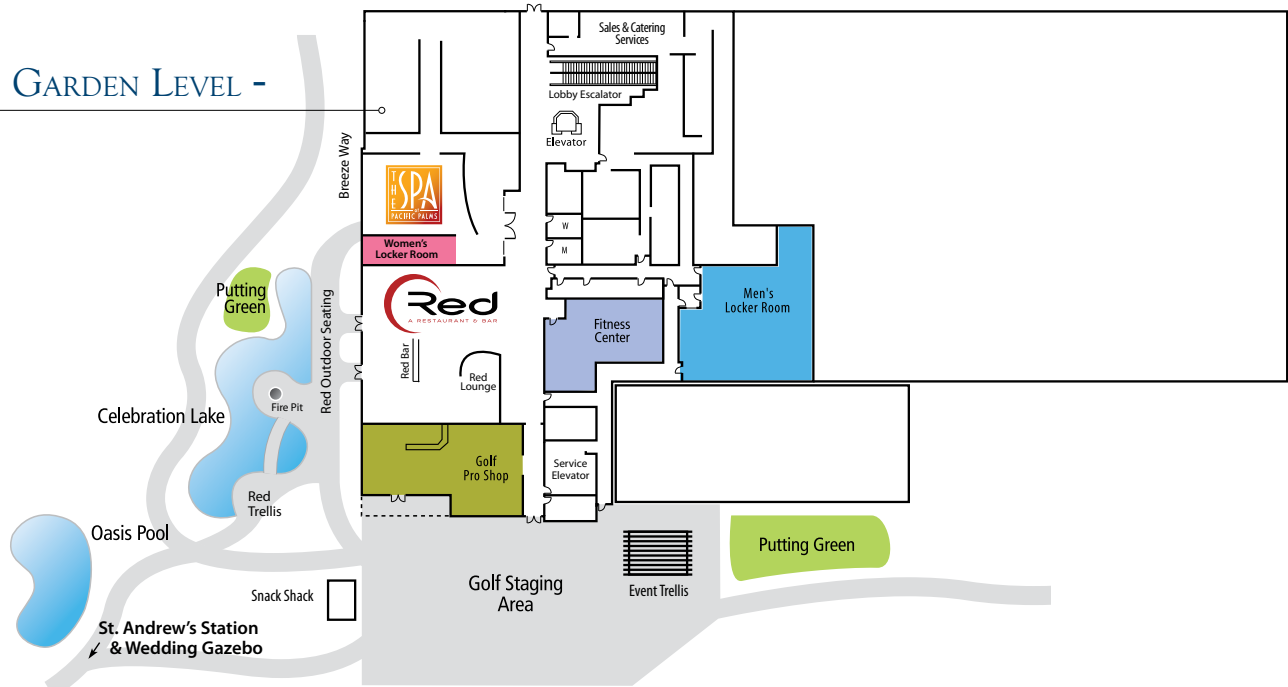 GARDEN LEVEL -
Sales & Catering
Services
Lobby Escalator
Elevator
Breeze Way
THE
SPA
AT
PACIFIC PALMS
W
M
Women's
Locker Room
Putting
Green
Red Outdoor Seating
Red
A RESTAURANT & BAR
Red Bar
Red
Lounge
Fitness
Center
Men's
Locker Room
Celebration Lake
Fire Pit
Golf
Pro Shop
Service
Elevator
Red
Trellis
Oasis Pool
Putting Green
Golf Staging
Area
Event Trellis
Snack Shack
St. Andrew's Station
& Wedding Gazebo